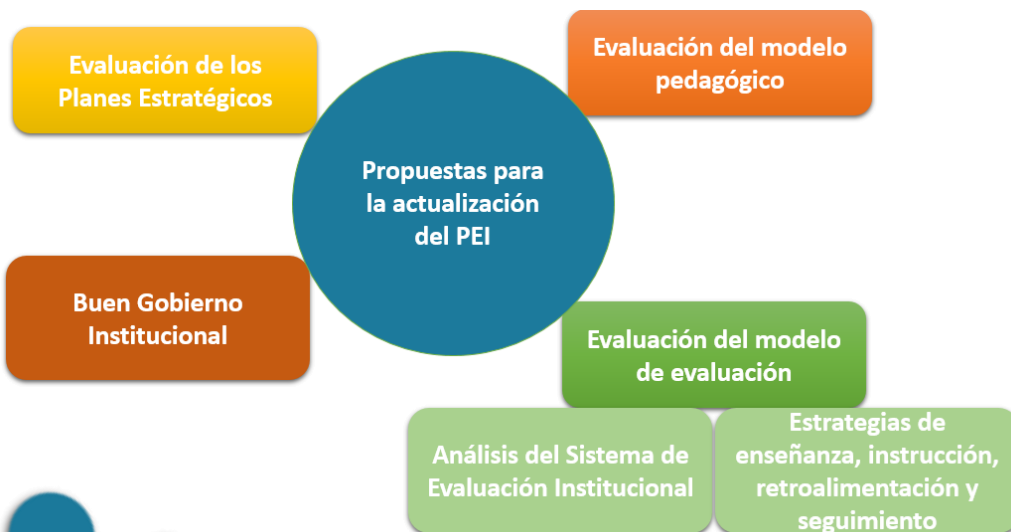 Evaluación de los
Planes Estratégicos
Evaluación del modelo
pedagógico
Propuestas para
la actualización
del PEI
Buen Gobierno
Institucional
Evaluación del modelo
de evaluación
Análisis del Sistema de
Evaluación Institucional
Estrategias de
enseñanza, instrucción,
retroalimentación y
seguimiento